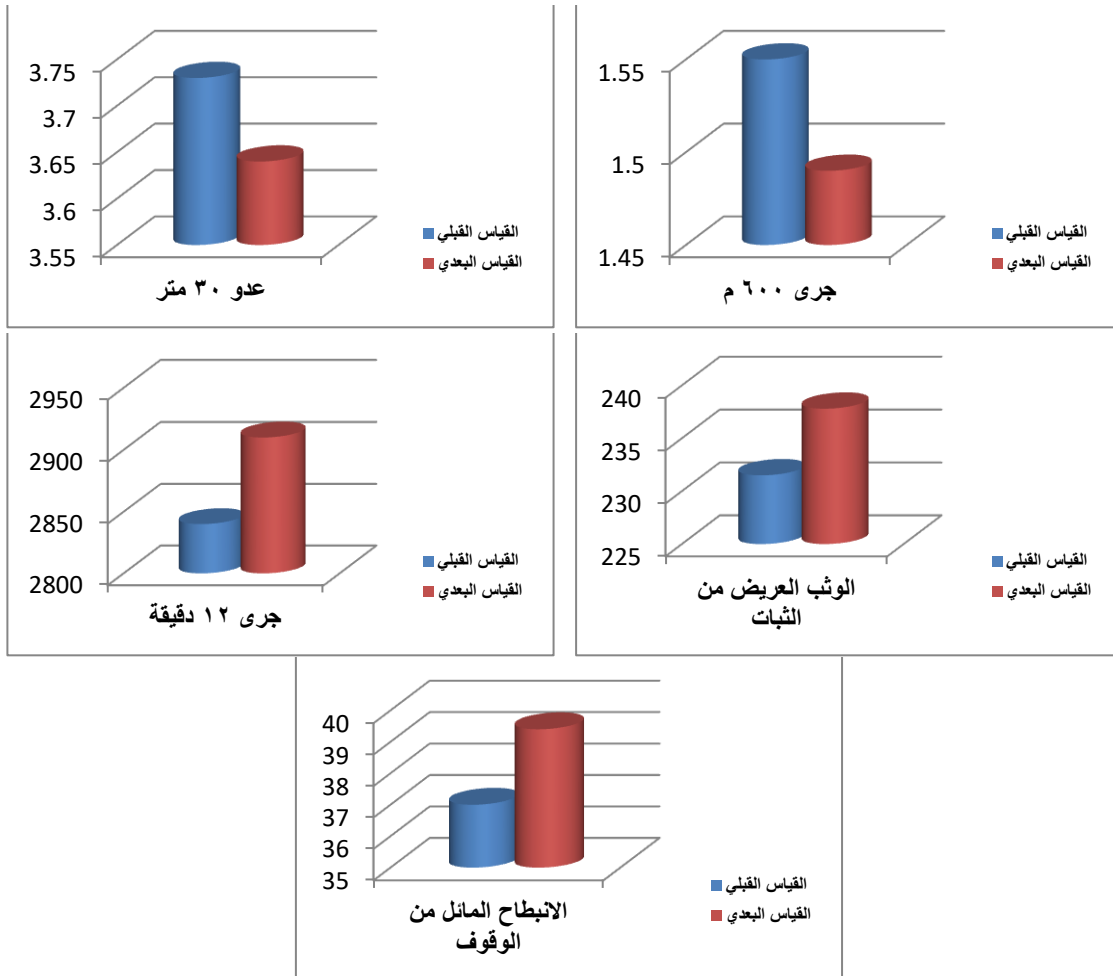 3.75
3.7
3.65
3.6
3.55
القياس القبلي
القياس البعدي
عدو ٣٠ متر
1.55
1.5
1.45
القياس القبلي
القياس البعدي
جرى ٦٠٠ م
2950
2900
2850
2800
القياس القبلي
القياس البعدي
جرى ١٢ دقيقة
240
235
230
225
القياس القبلي
القياس البعدي
الوثب العريض من
الثبات
40
39
38
37
36
35
القياس القبلي
القياس البعدي
الانبطاح المائل من
الوقوف